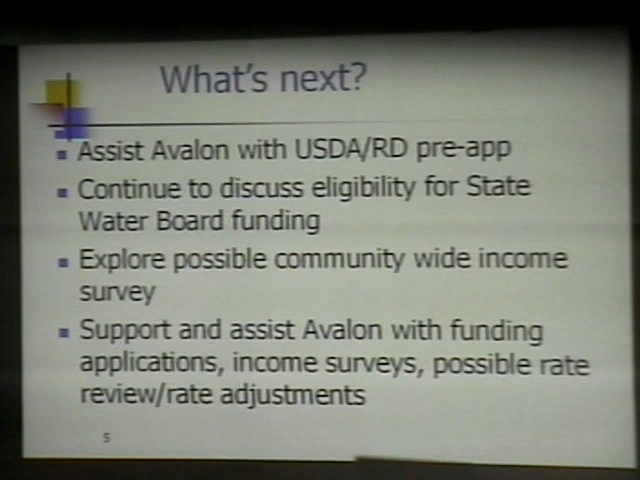 What's next?
Assist Avalon with USDA/RD pre-app
Continue to discuss eligibility for State
Water Board funding
Explore possible community wide income
survey
Support and assist Avalon with funding
applications, income surveys, possible rate
review/rate adjustments
5